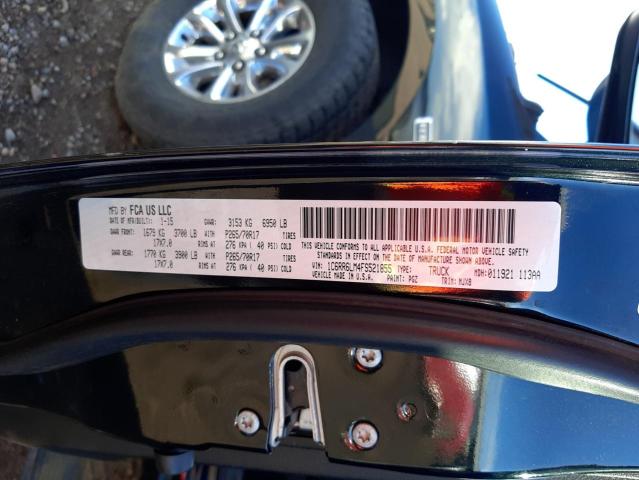 MFD BY FCA US LLC
DATE OF MFR(BUILT): 1-15 GVWR: 3153 KG 6950 LB
GAWR FRONT: 1679 KG 3700 LB P265/70R17 TIRES
17X7.0 RIMS AT 276 KPA ( 40 PSI) COLD
GAWR REAR: 1770 KG 3900 LB P265/70R17 TIRES
17X7.0 RIMS AT 276 KPA ( 40 PSI) COLD
THIS VEHICLE CONFORMS TO ALL APPLICABLE U.S.A. FEDERAL MOTOR VEHICLE SAFETY
STANDARDS IN EFFECT ON THE DATE OF MANUFACTURE SHOWN ABOVE.
VIN: 1C6RR6LM4FS521855 TYPE: TRUCK MDH:011921 113AA
VEHICLE MADE IN U.S.A. PAINT: PGZ TRIM: MJX8